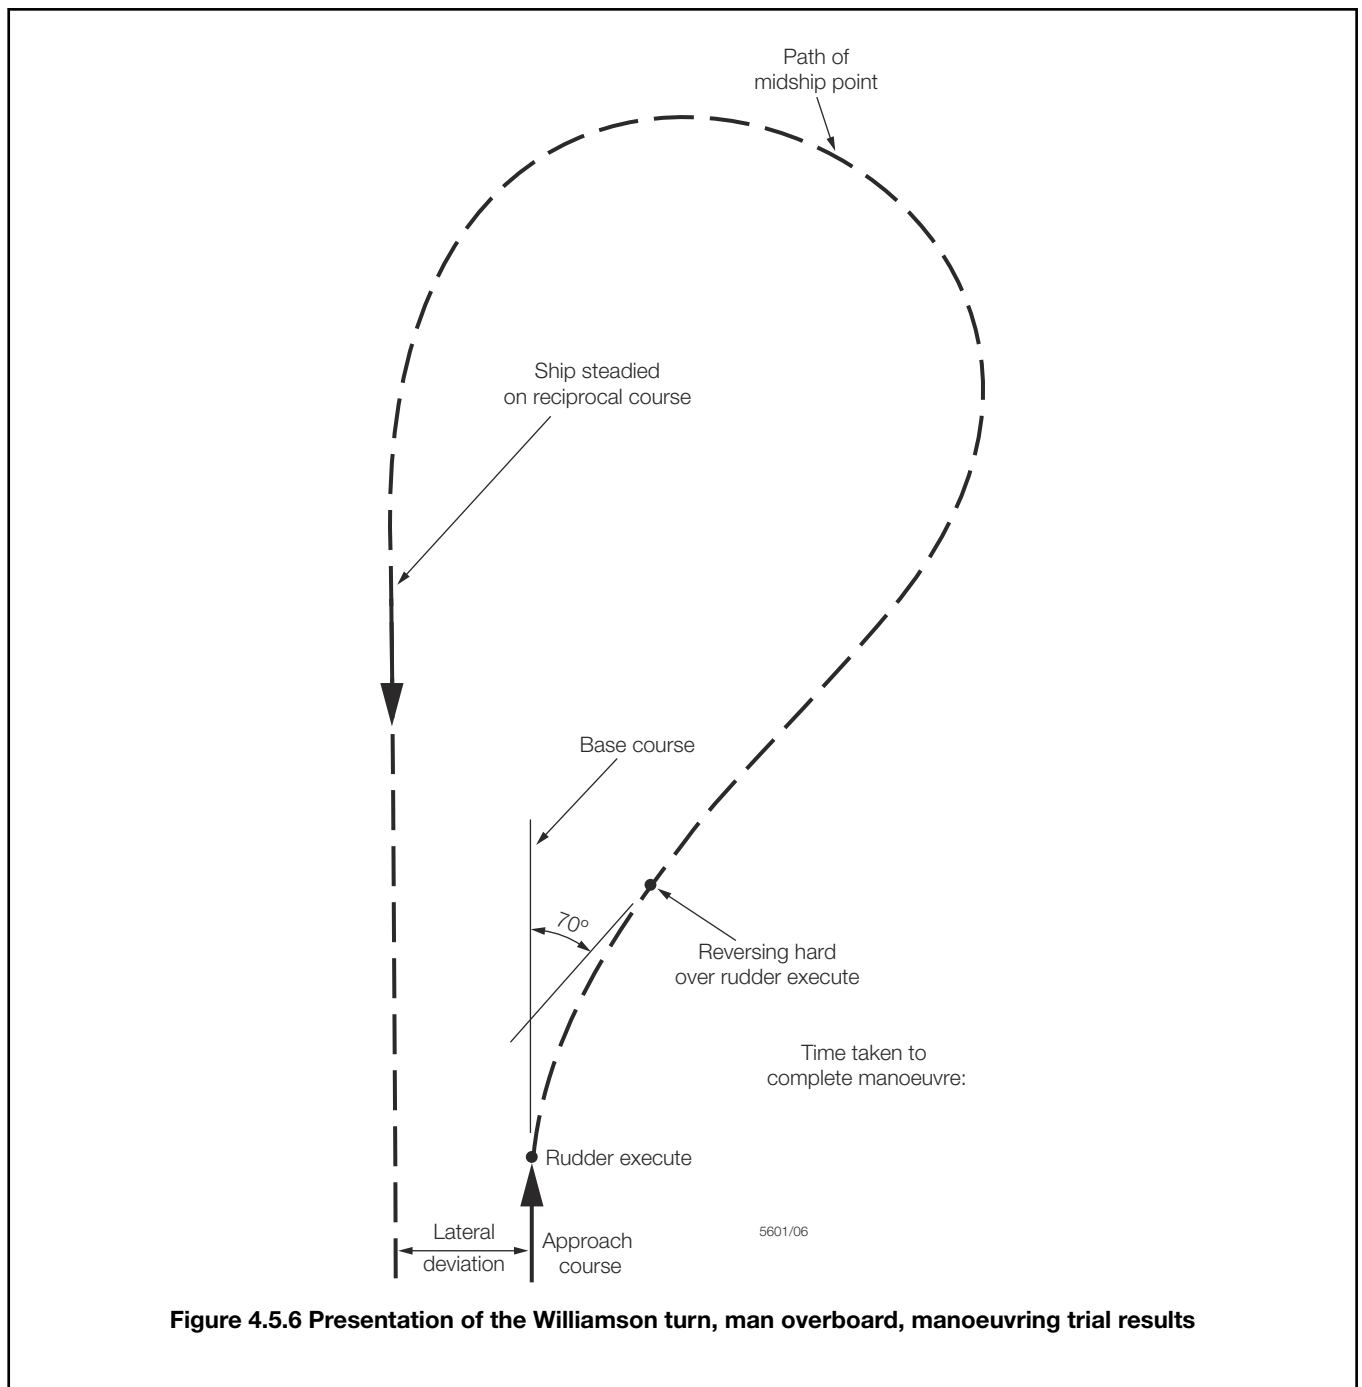 Path of
midship point
Ship steadied
on reciprocal course
Base course
70º
Reversing hard
over rudder execute
Time taken to
complete manoeuvre:
Rudder execute
Lateral
deviation
Approach
course
5601/06
Figure 4.5.6 Presentation of the Williamson turn, man overboard, manoeuvring trial results